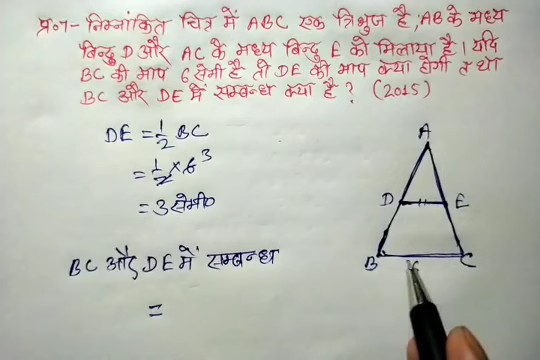 प्र०१- निम्नांकित चित्र में ABC एक त्रिभुज है, AB के मध्य
बिन्दु D और AC के मध्य बिन्दु E को मिलाया है। यदि
BC की माप 6 सेमी है तो DE की माप क्या होगी तथा
BC और DE में सम्बन्ध क्या है? (2015)
DE = 1/2 BC
= 1/2 × 6 3
= 3 सेमी०
BC और DE में सम्बन्ध
=
A
D E
B C